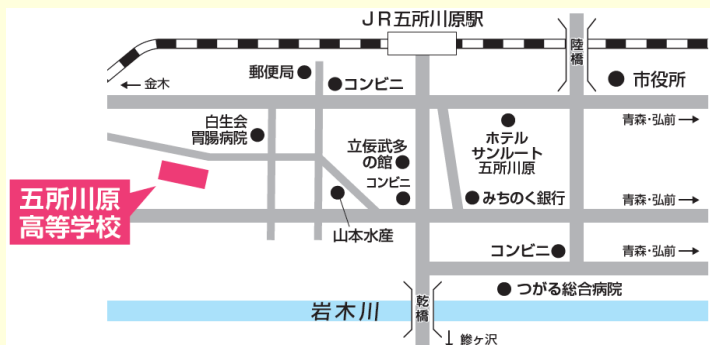 JR五所川原駅
陸橋
郵便局
コンビニ
市役所
←金木
青森・弘前→
白生会
胃腸病院
立佞武多
の館
ホテル
サンルート
五所川原
コンビニ
みちのく銀行
青森・弘前→
五所川原
高等学校
山本水産
コンビニ
青森・弘前→
つがる総合病院
岩木川
乾橋
↓鰺ヶ沢